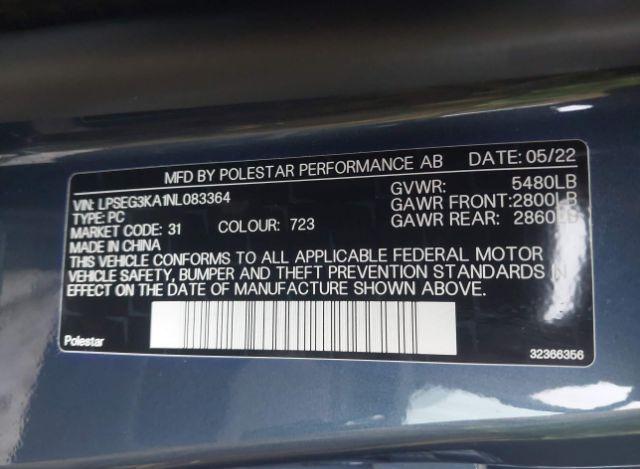 MFD BY POLESTAR PERFORMANCE AB DATE: 05/22
VIN: LPSEG3KA1NL083364 GVWR: 5480LB
TYPE: PC GAWR FRONT: 2800LB
MARKET CODE: 31 COLOUR: 723 GAWR REAR: 2860LB
MADE IN CHINA
THIS VEHICLE CONFORMS TO ALL APPLICABLE FEDERAL MOTOR
VEHICLE SAFETY, BUMPER AND THEFT PREVENTION STANDARDS IN
EFFECT ON THE DATE OF MANUFACTURE SHOWN ABOVE.
Polestar 32366356